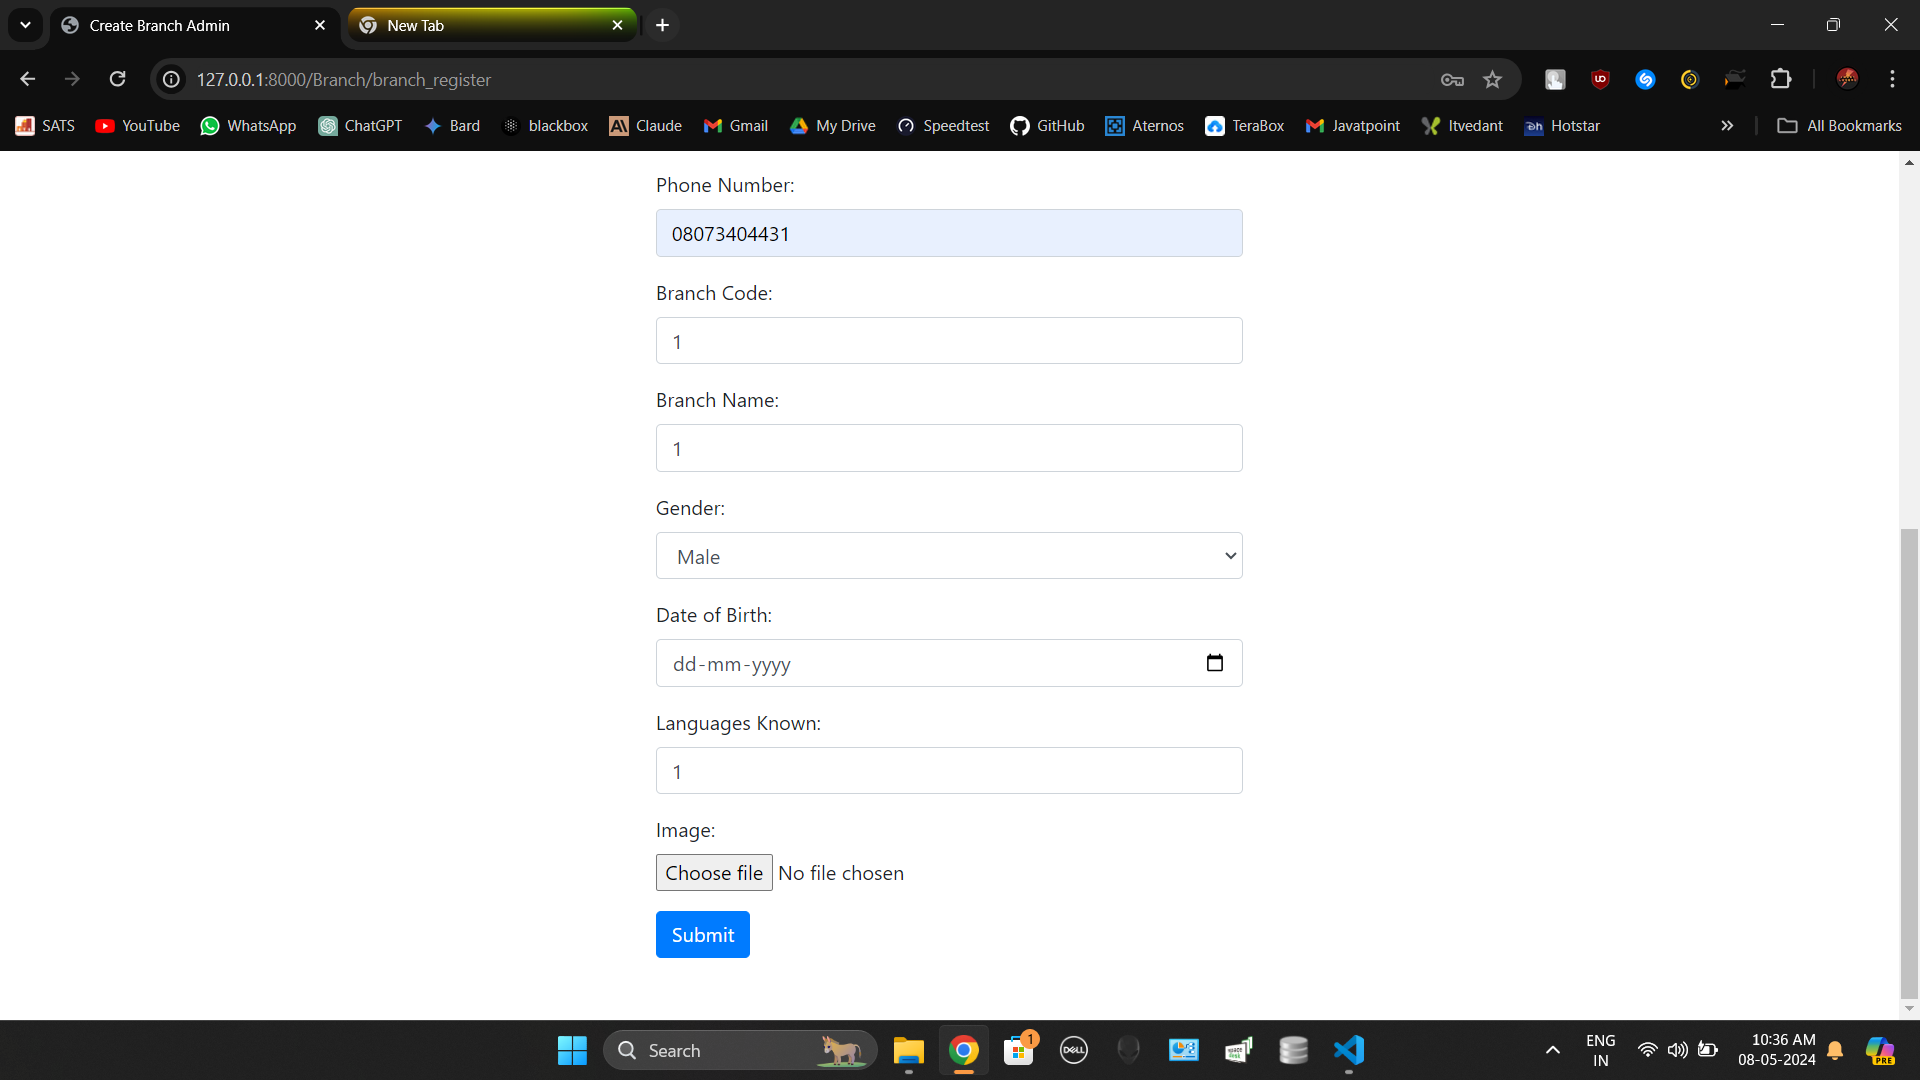 Create Branch Admin
New Tab
127.0.0.1:8000/Branch/branch_register
SATS YouTube WhatsApp ChatGPT Bard blackbox Claude Gmail My Drive Speedtest GitHub Aternos TeraBox Javatpoint Itvedant Hotstar All Bookmarks
Phone Number:
08073404431
Branch Code:
1
Branch Name:
1
Gender:
Male
Date of Birth:
dd-mm-yyyy
Languages Known:
1
Image:
Choose file No file chosen
Submit
Search
1
DELL
ENG
IN
10:36 AM
08-05-2024
PRE